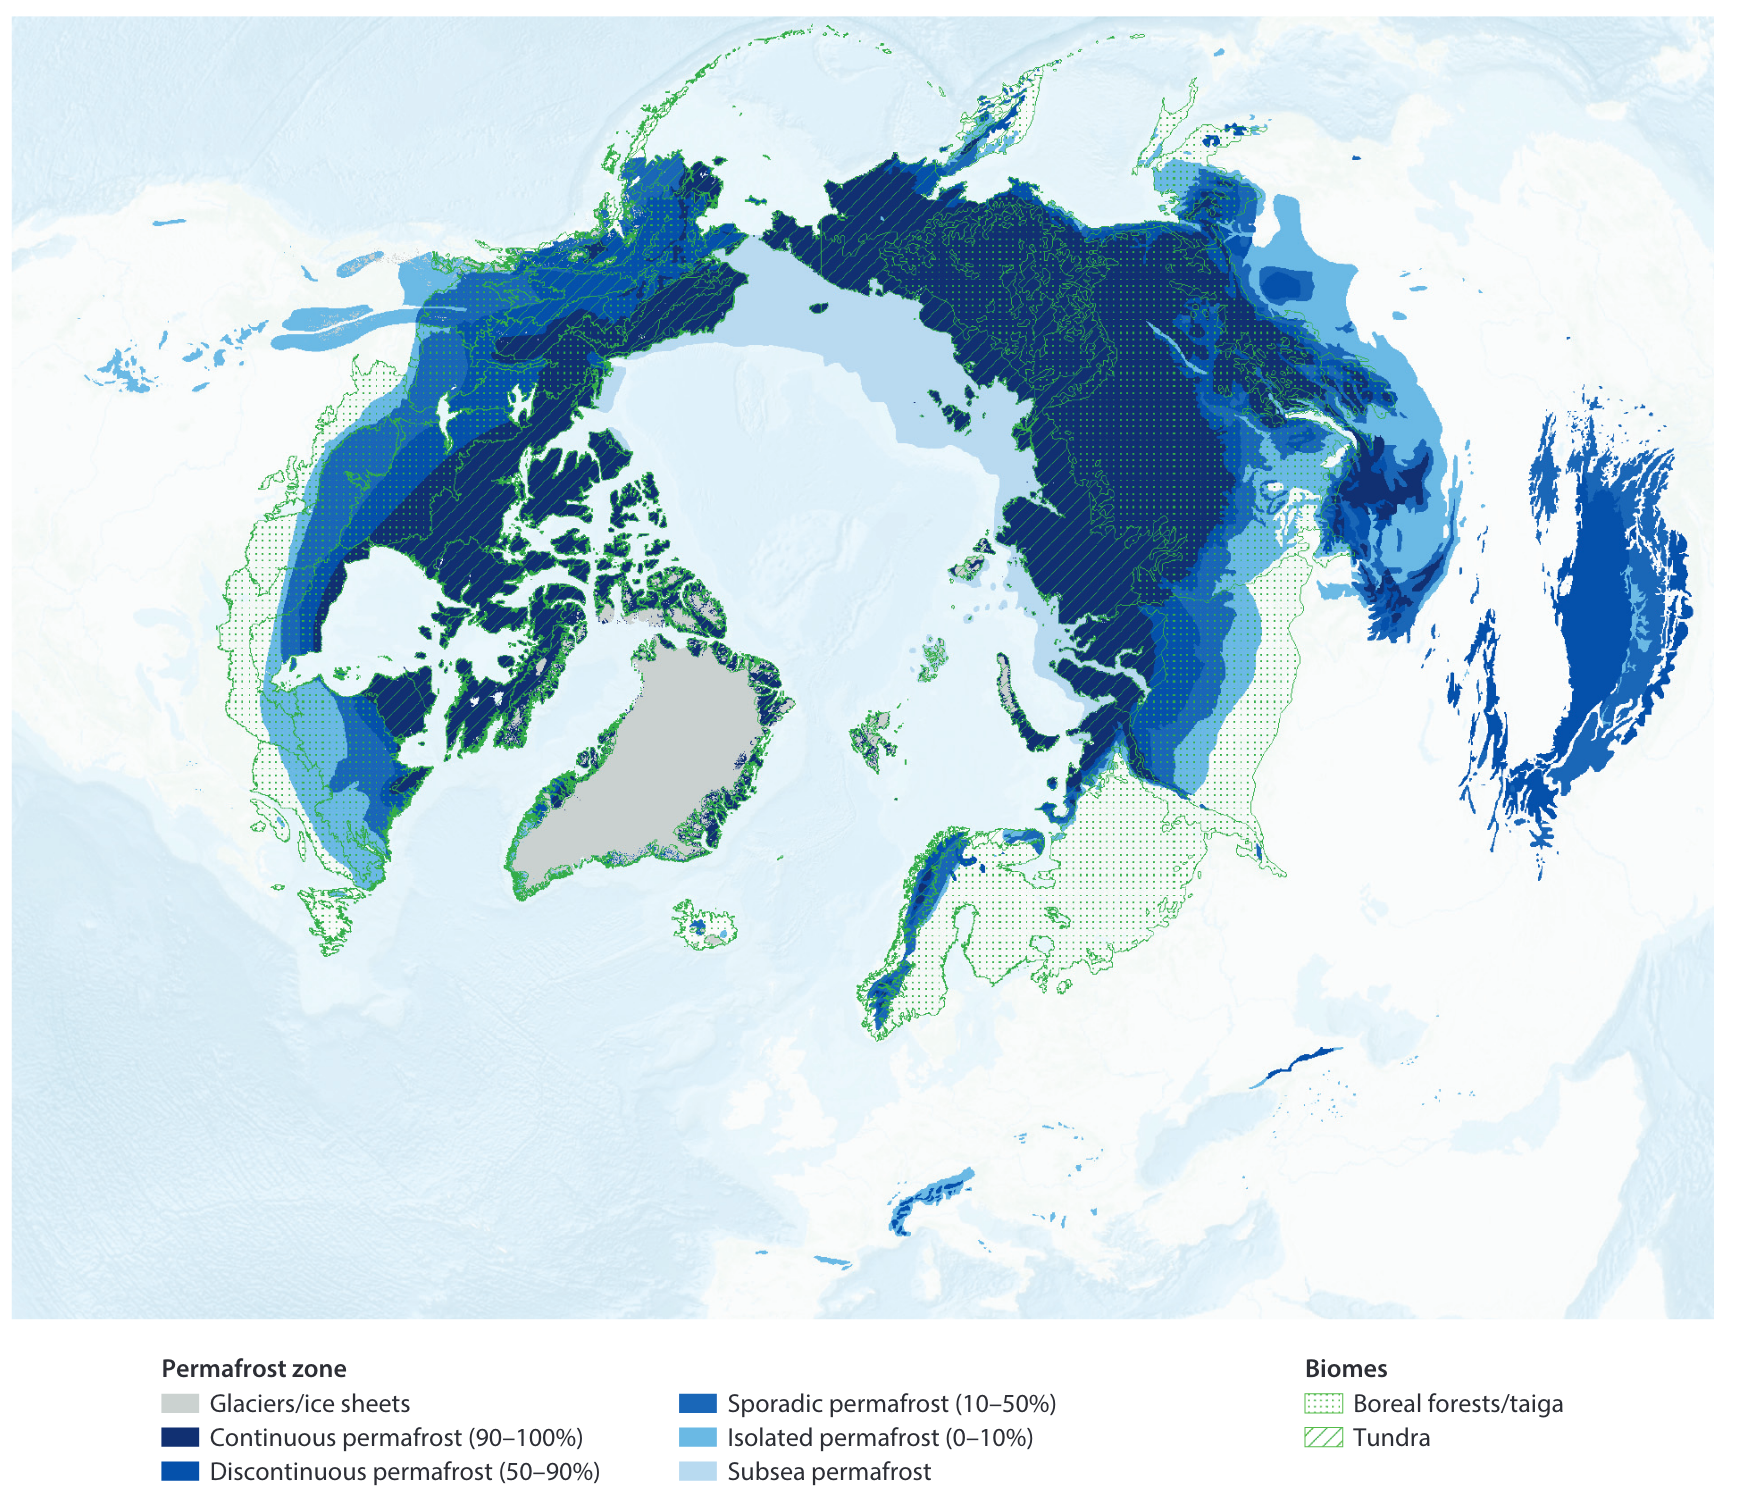 Permafrost zone
Glaciers/ice sheets
Continuous permafrost (90–100%)
Discontinuous permafrost (50–90%)
Sporadic permafrost (10–50%)
Isolated permafrost (0–10%)
Subsea permafrost
Biomes
Boreal forests/taiga
Tundra